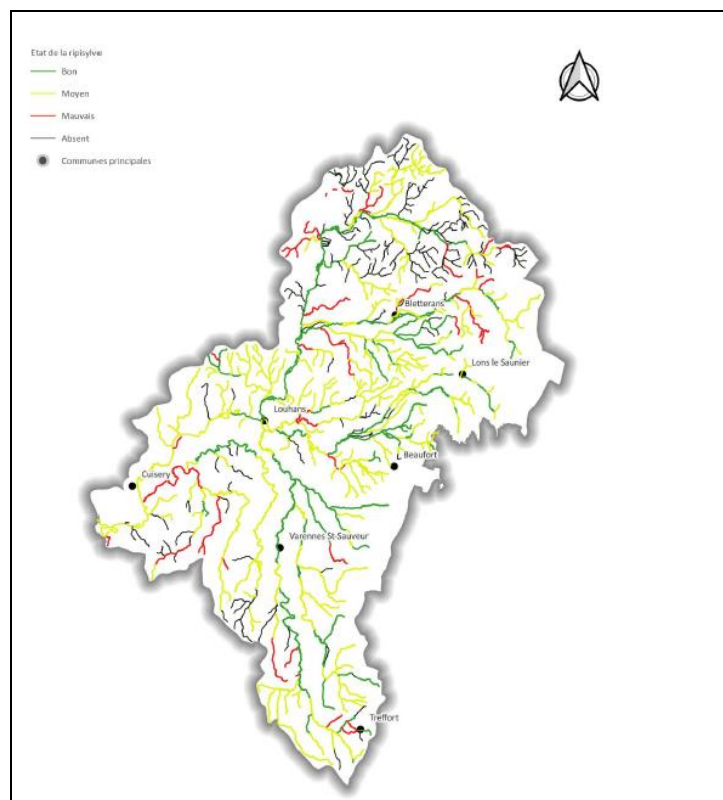 Etat de la ripisylve
Bon
Moyen
Mauvais
Absent
Communes principales
Bletterans
Lons le Saunier
Louhans
Beaufort
Cuisery
Varennes St-Sauveur
Treffort